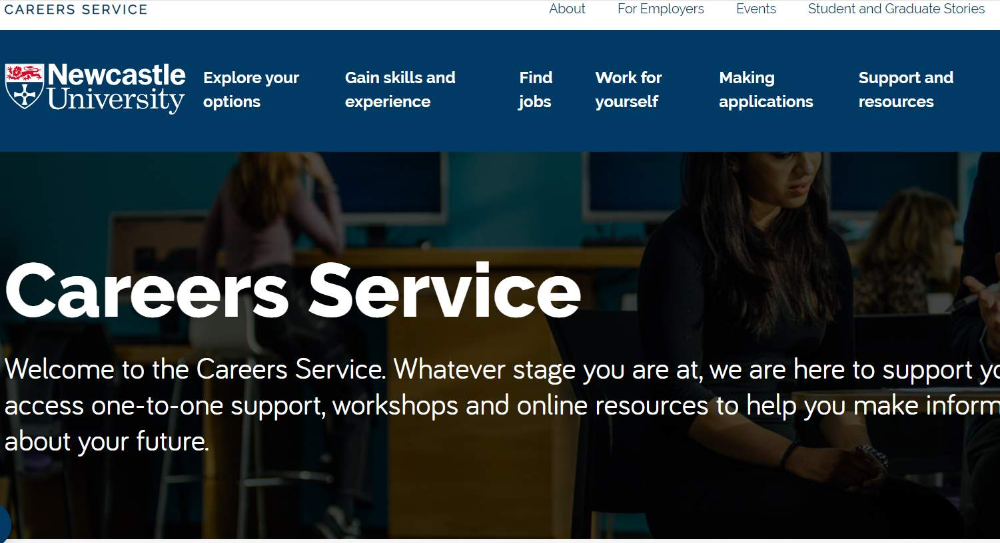 CAREERS SERVICE
About For Employers Events Student and Graduate Stories
Newcastle
University
Explore your
options
Gain skills and
experience
Find
jobs
Work for
yourself
Making
applications
Support and
resources
Careers Service
Welcome to the Careers Service. Whatever stage you are at, we are here to support
access one-to-one support, workshops and online resources to help you make
about your future.